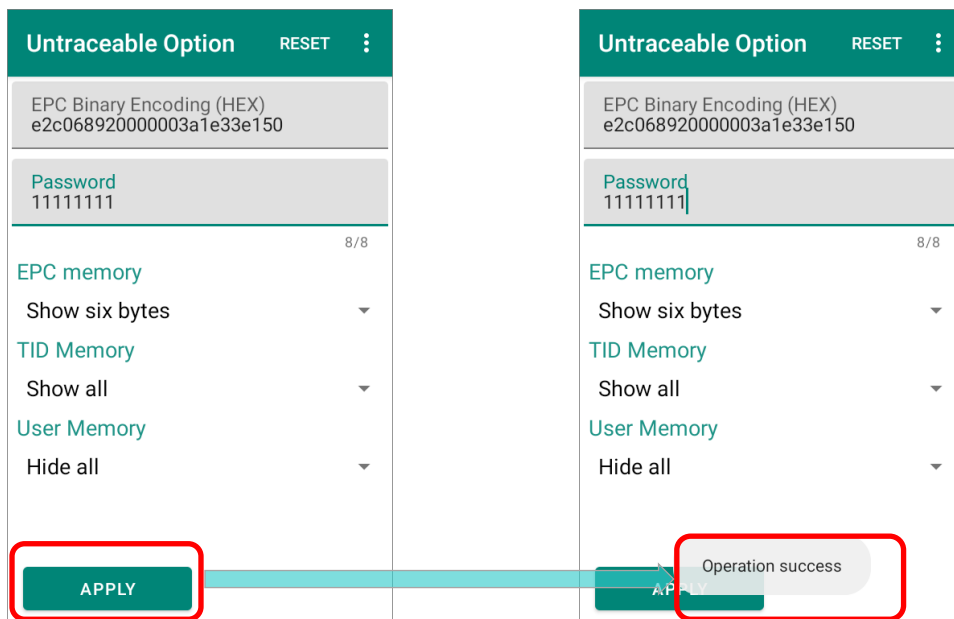 Untraceable Option RESET
EPC Binary Encoding (HEX)
e2c068920000003a1e33e150
Password
11111111
8/8
EPC memory
Show six bytes
TID Memory
Show all
User Memory
Hide all
APPLY
Untraceable Option RESET
EPC Binary Encoding (HEX)
e2c068920000003a1e33e150
Password
11111111
8/8
EPC memory
Show six bytes
TID Memory
Show all
User Memory
Hide all
Operation success
APPLY